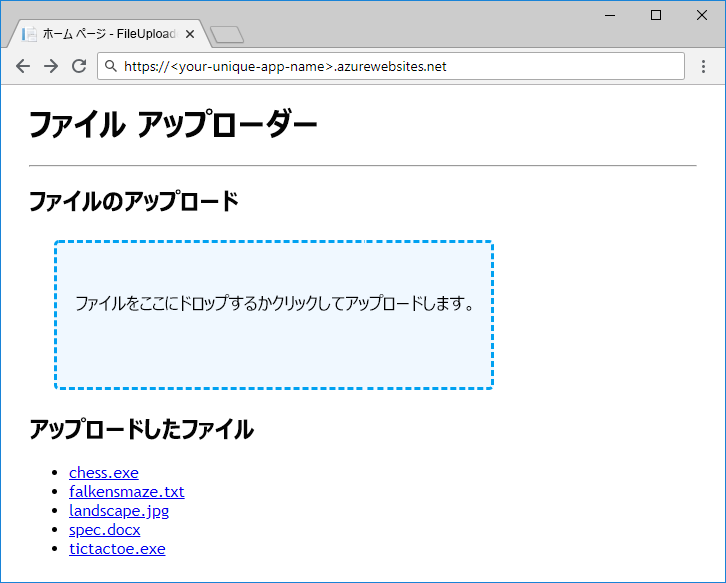 ホーム ページ - FileUploade
https://<your-unique-app-name>.azurewebsites.net
ファイル アップローダー
ファイルのアップロード
ファイルをここにドロップするかクリックしてアップロードします。
アップロードしたファイル
chess.exe
falkensmaze.txt
landscape.jpg
spec.docx
tictactoe.exe